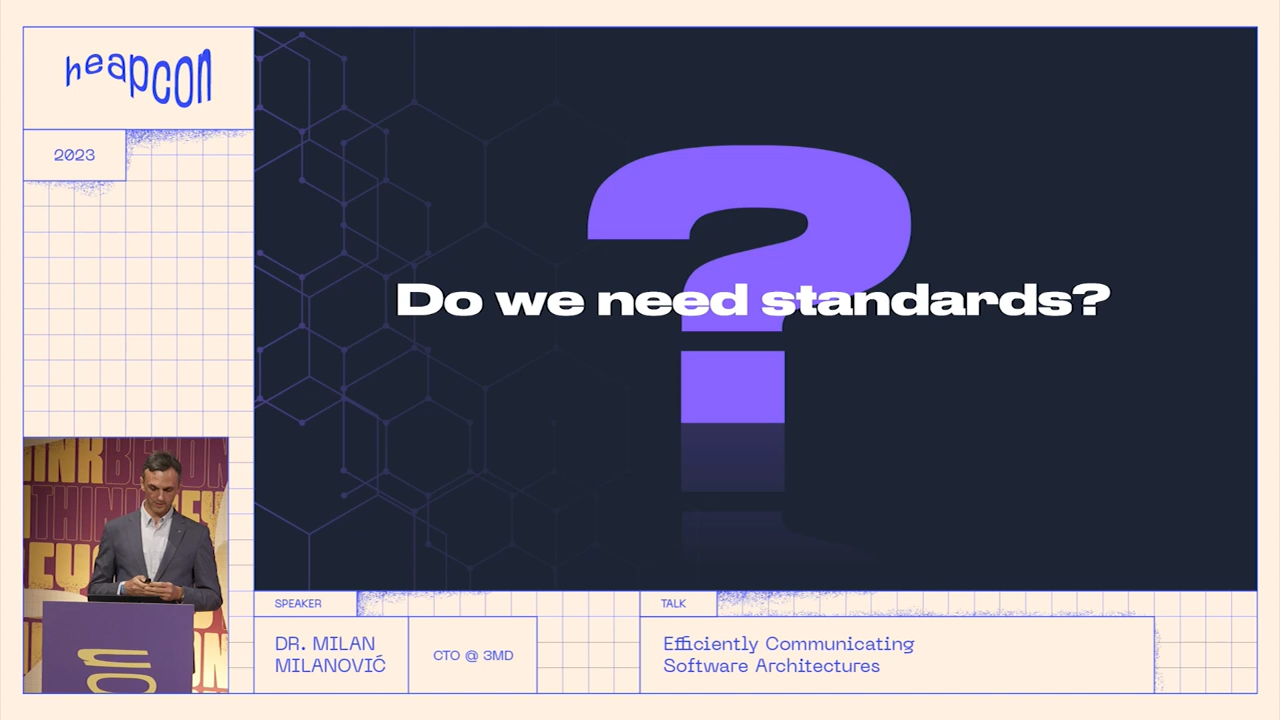 heapcon
2023
Do we need standards?
SPEAKER
DR. MILAN
MILANOVIĆ
CTO @ 3MD
TALK
Efficiently Communicating
Software Architectures